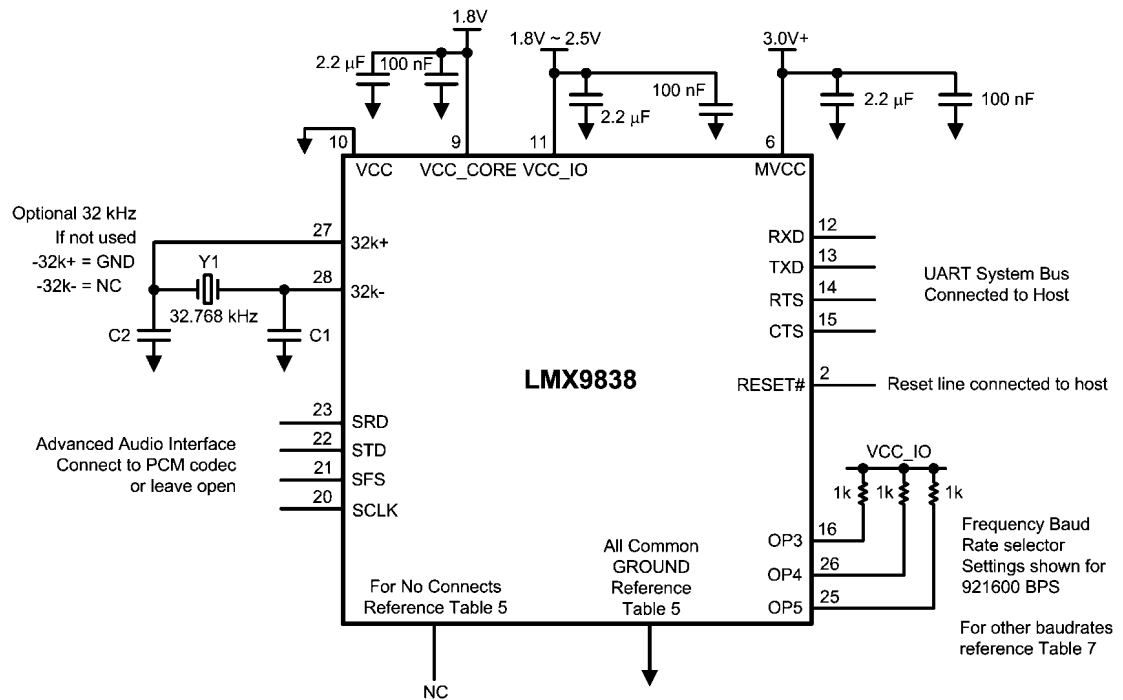 1.8V
2.2 µF
100 nF
1.8V ~ 2.5V
2.2 µF
100 nF
3.0V+
2.2 µF
100 nF
10
9
11
6
VCC
VCC_CORE
VCC_IO
MVCC
Optional 32 kHz
If not used
-32k+ = GND
-32k- = NC
27
32k+
Y1
28
32k-
32.768 kHz
C2
C1
RXD
12
TXD
13
RTS
14
CTS
15
UART System Bus
Connected to Host
LMX9838
RESET#
2
Reset line connected to host
Advanced Audio Interface
Connect to PCM codec
or leave open
23
SRD
22
STD
21
SFS
20
SCLK
VCC_IO
1k
1k
1k
OP3
16
OP4
26
OP5
25
Frequency Baud
Rate selector
Settings shown for
921600 BPS
For other baudrates
reference Table 7
For No Connects
Reference Table 5
All Common
GROUND
Reference
Table 5
NC